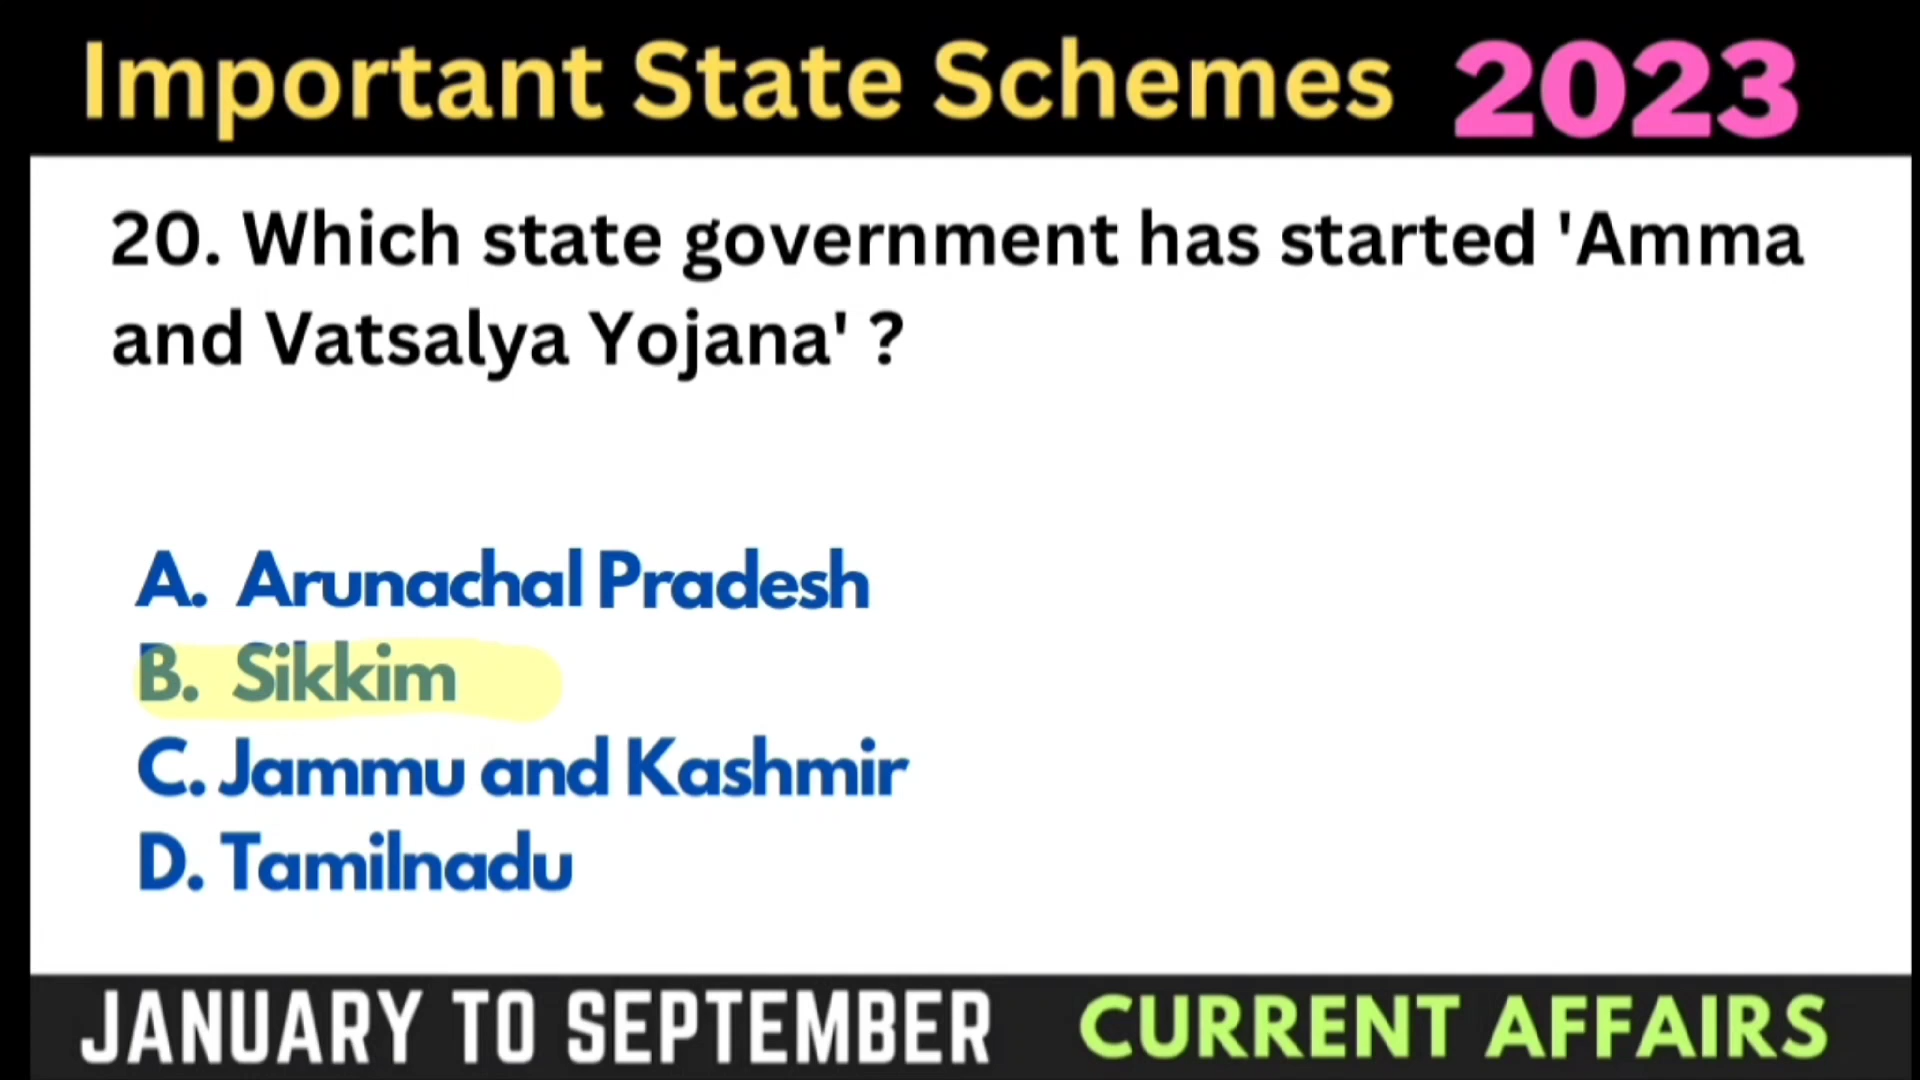 Important State Schemes 2023
20. Which state government has started 'Amma
and Vatsalya Yojana' ?
A. Arunachal Pradesh
B. Sikkim
C. Jammu and Kashmir
D. Tamilnadu
JANUARY TO SEPTEMBER CURRENT AFFAIRS